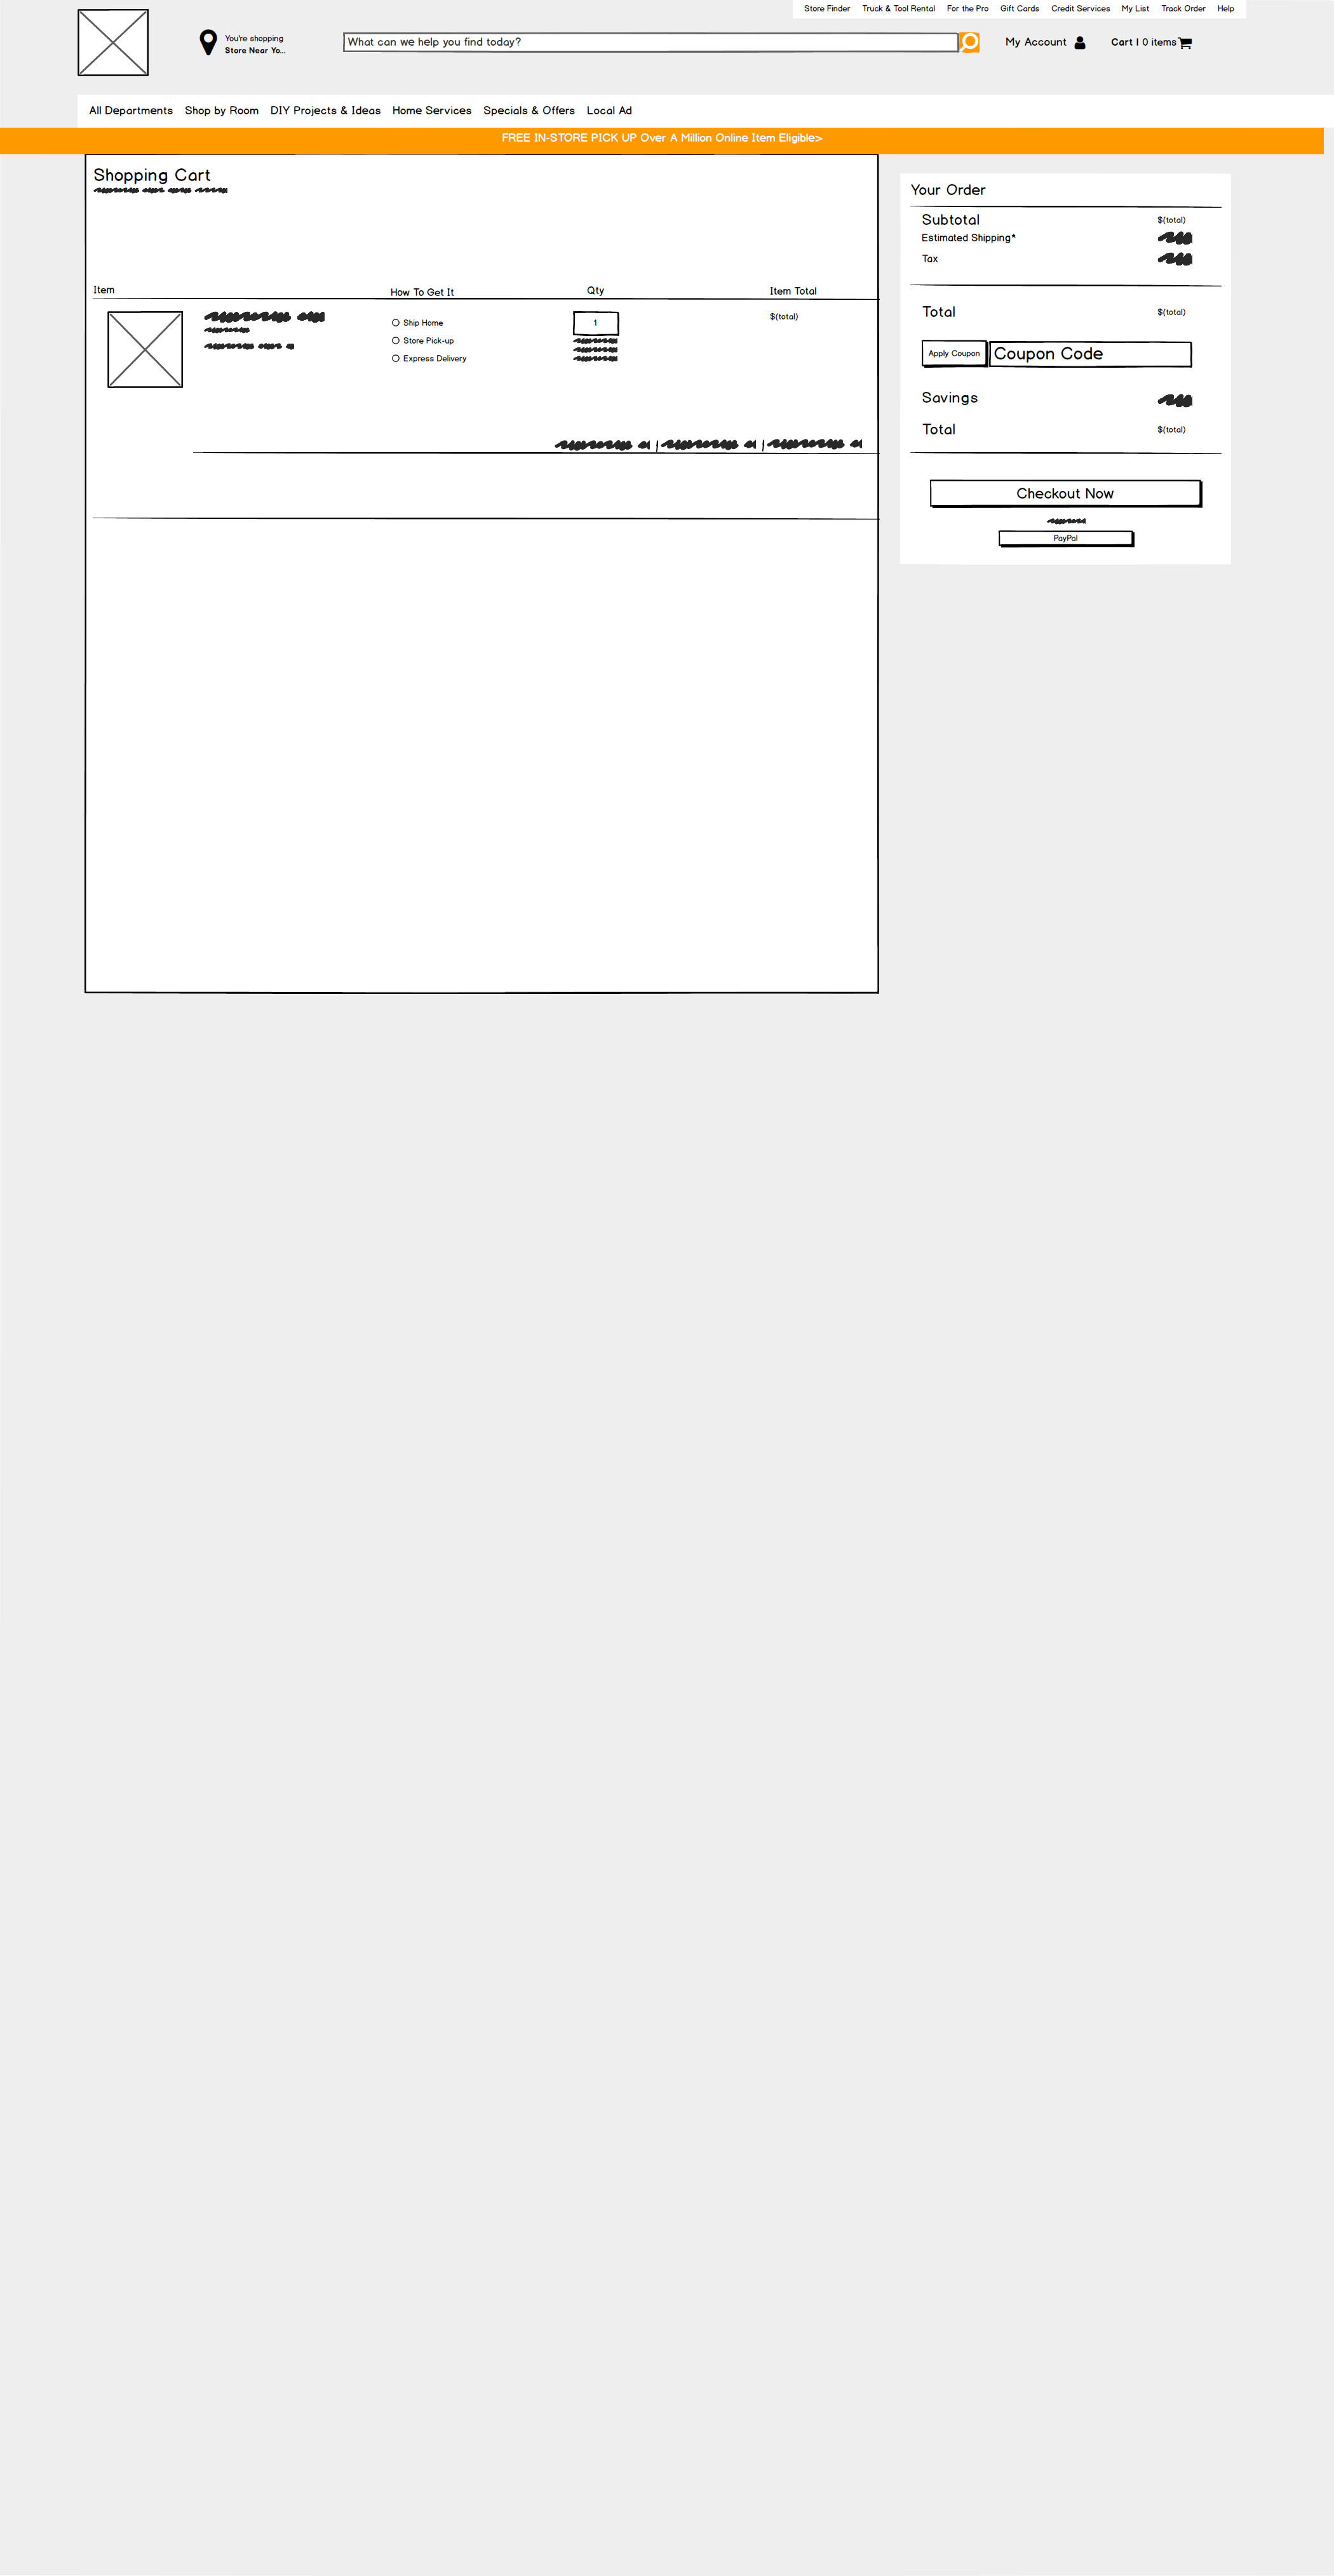 Store Finder Truck & Tool Rental For the Pro Gift Cards Credit Services My List Track Order Help
You're shopping
Store Near Yo...
What can we help you find today?
My Account
Cart | 0 items
All Departments Shop by Room DIY Projects & Ideas Home Services Specials & Offers Local Ad
FREE IN-STORE PICK UP Over A Million Online Item Eligible>
Shopping Cart
Item How To Get It Qty Item Total
Ship Home
Store Pick-up
Express Delivery
1
$(total)
Your Order
Subtotal $(total)
Estimated Shipping*
Tax
Total $(total)
Apply Coupon Coupon Code
Savings
Total $(total)
Checkout Now
PayPal